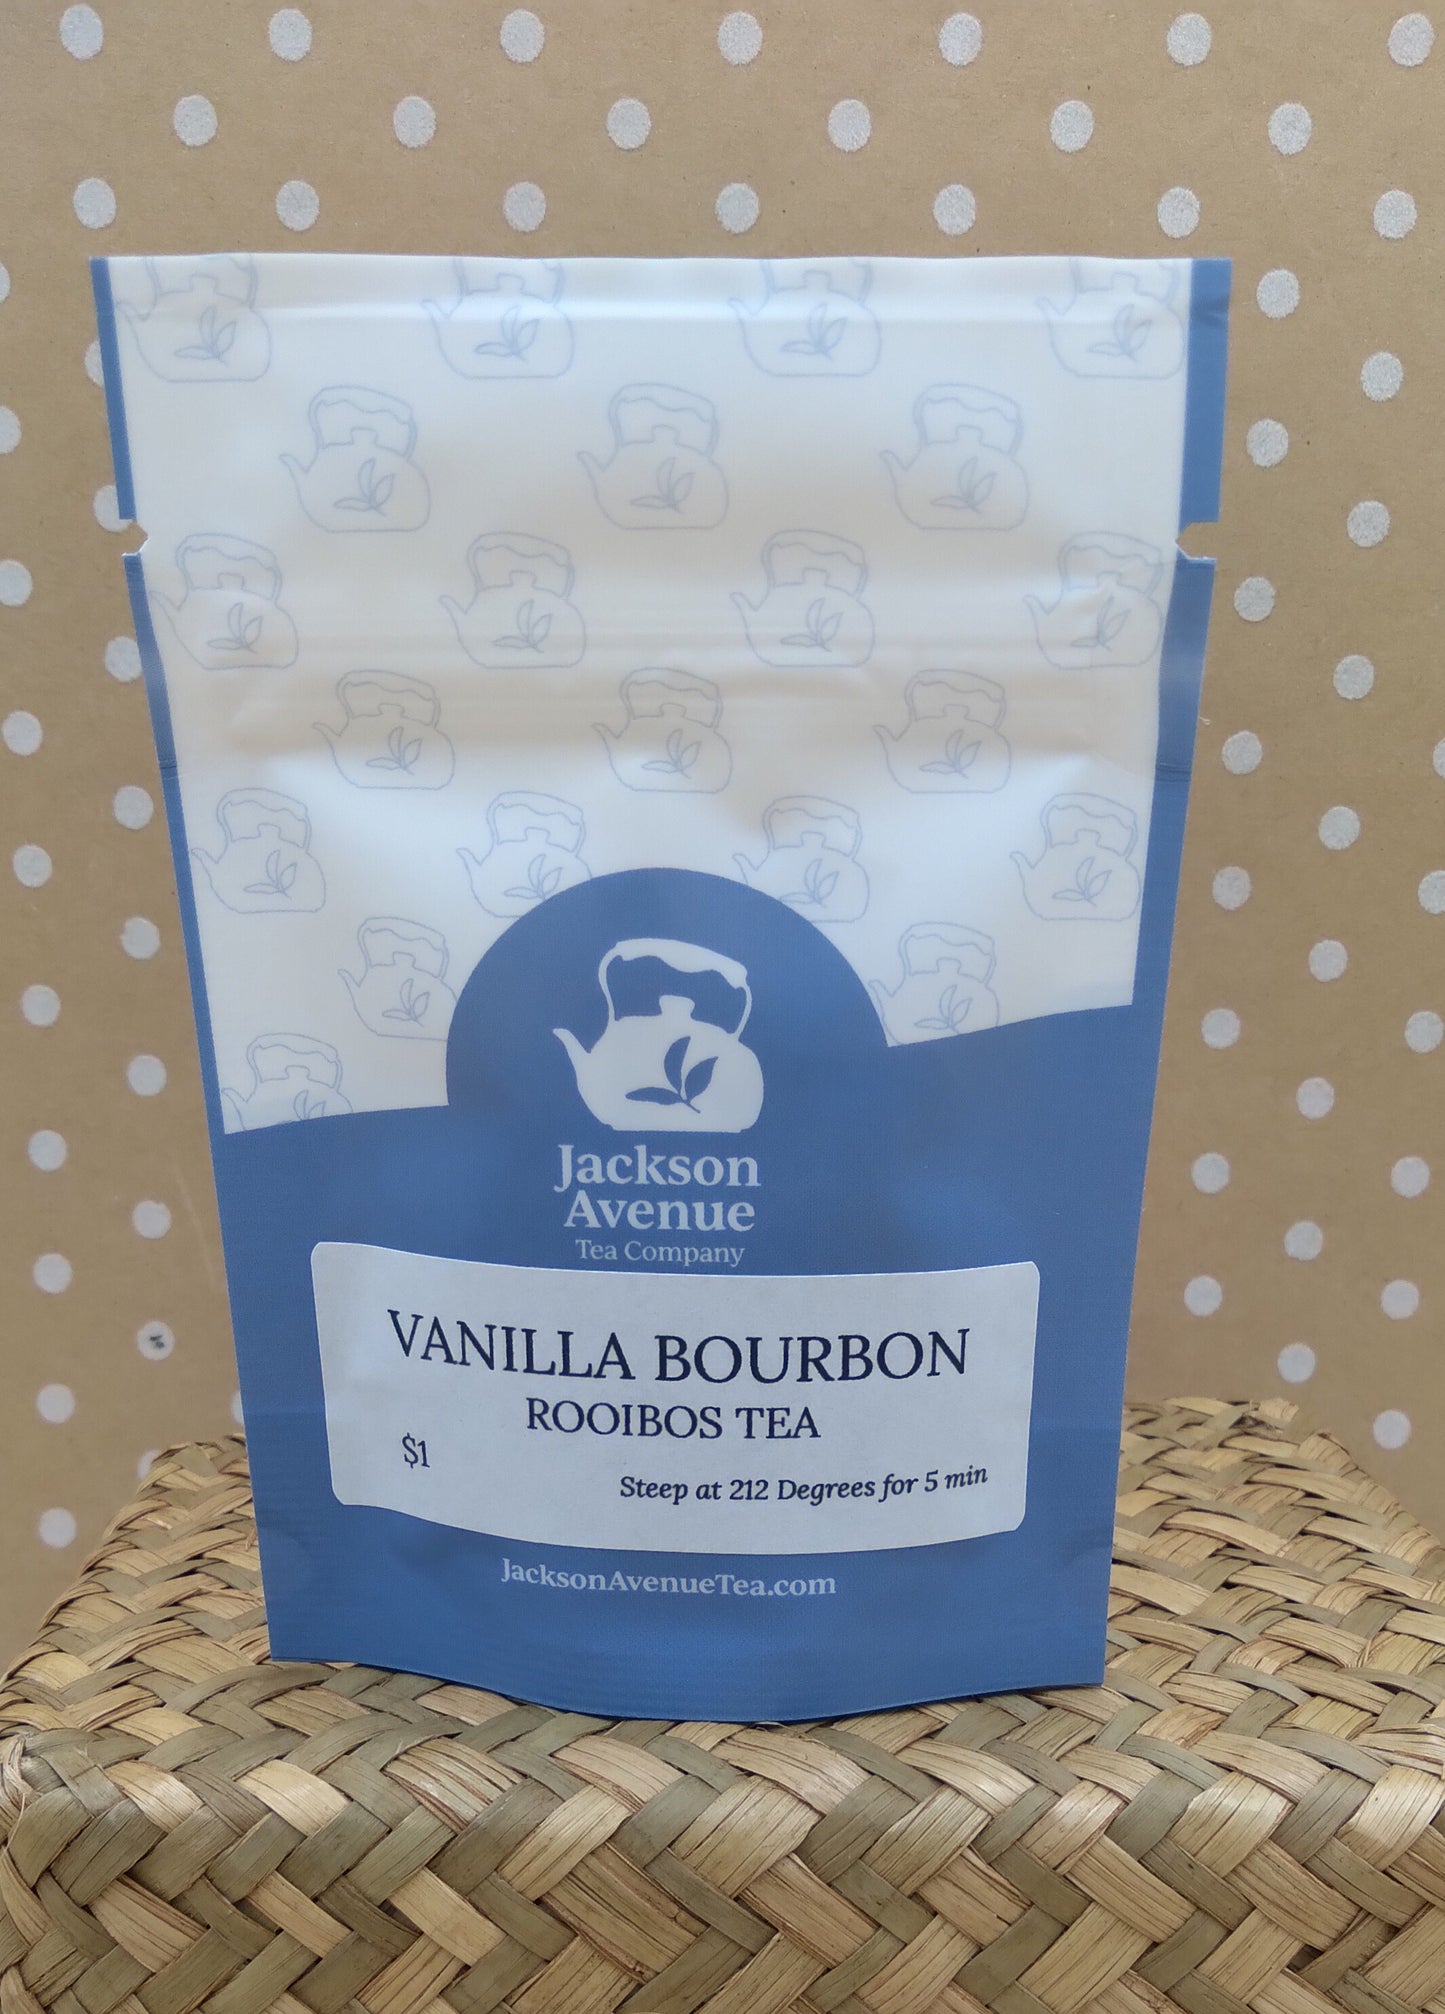 Jackson
Avenue
Tea Company
VANILLA BOURBON
ROOIBOS TEA
$1
Steep at 212 Degrees for 5 min
JacksonAvenueTea.com